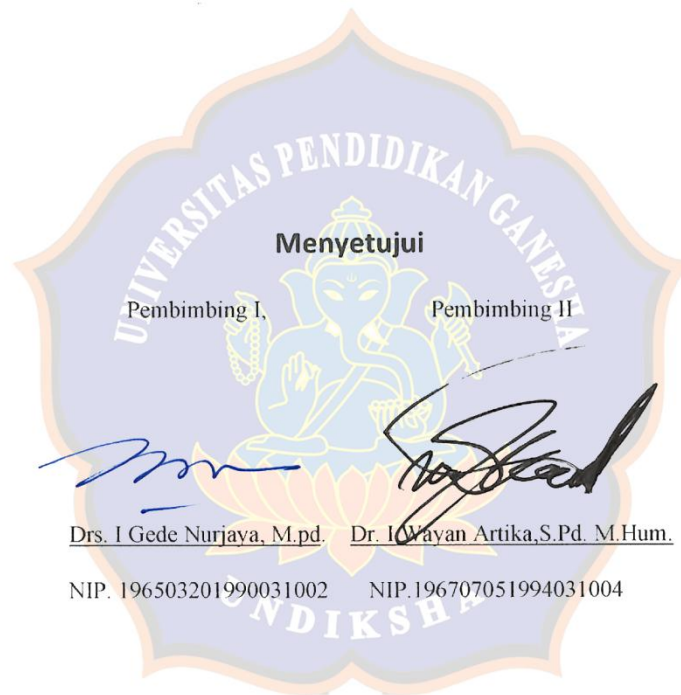 UNIVERSITAS PENDIDIKAN GANESHA
Menyetujui
Pembimbing I, Pembimbing II
Drs. I Gede Nurjaya, M.pd. Dr. I Wayan Artika,S.Pd. M.Hum.
NIP. 196503201990031002 NIP.196707051994031004
UNDIKSHA